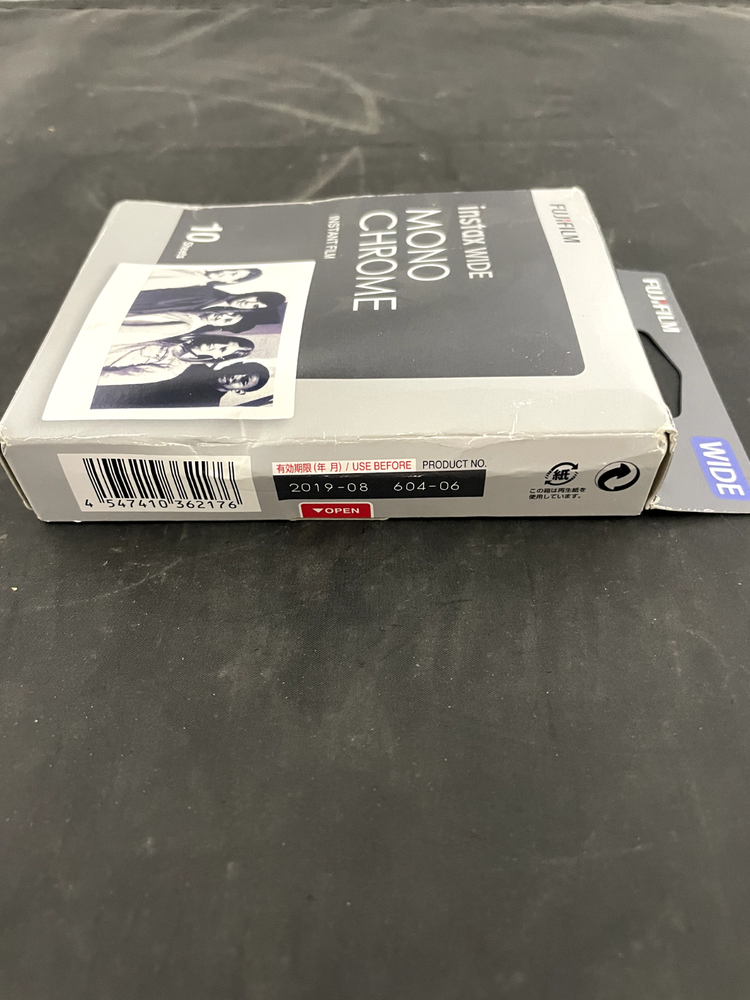 FUJIFILM
instax WIDE
MONO
CHROME
INSTANT FILM
10 Sheets
FUJIFILM
WIDE
有効期限(年 月) / USE BEFORE PRODUCT NO.
2019-08 604-06
▼OPEN
4 547410 362176
紙
この箱は再生紙を
使用しています。